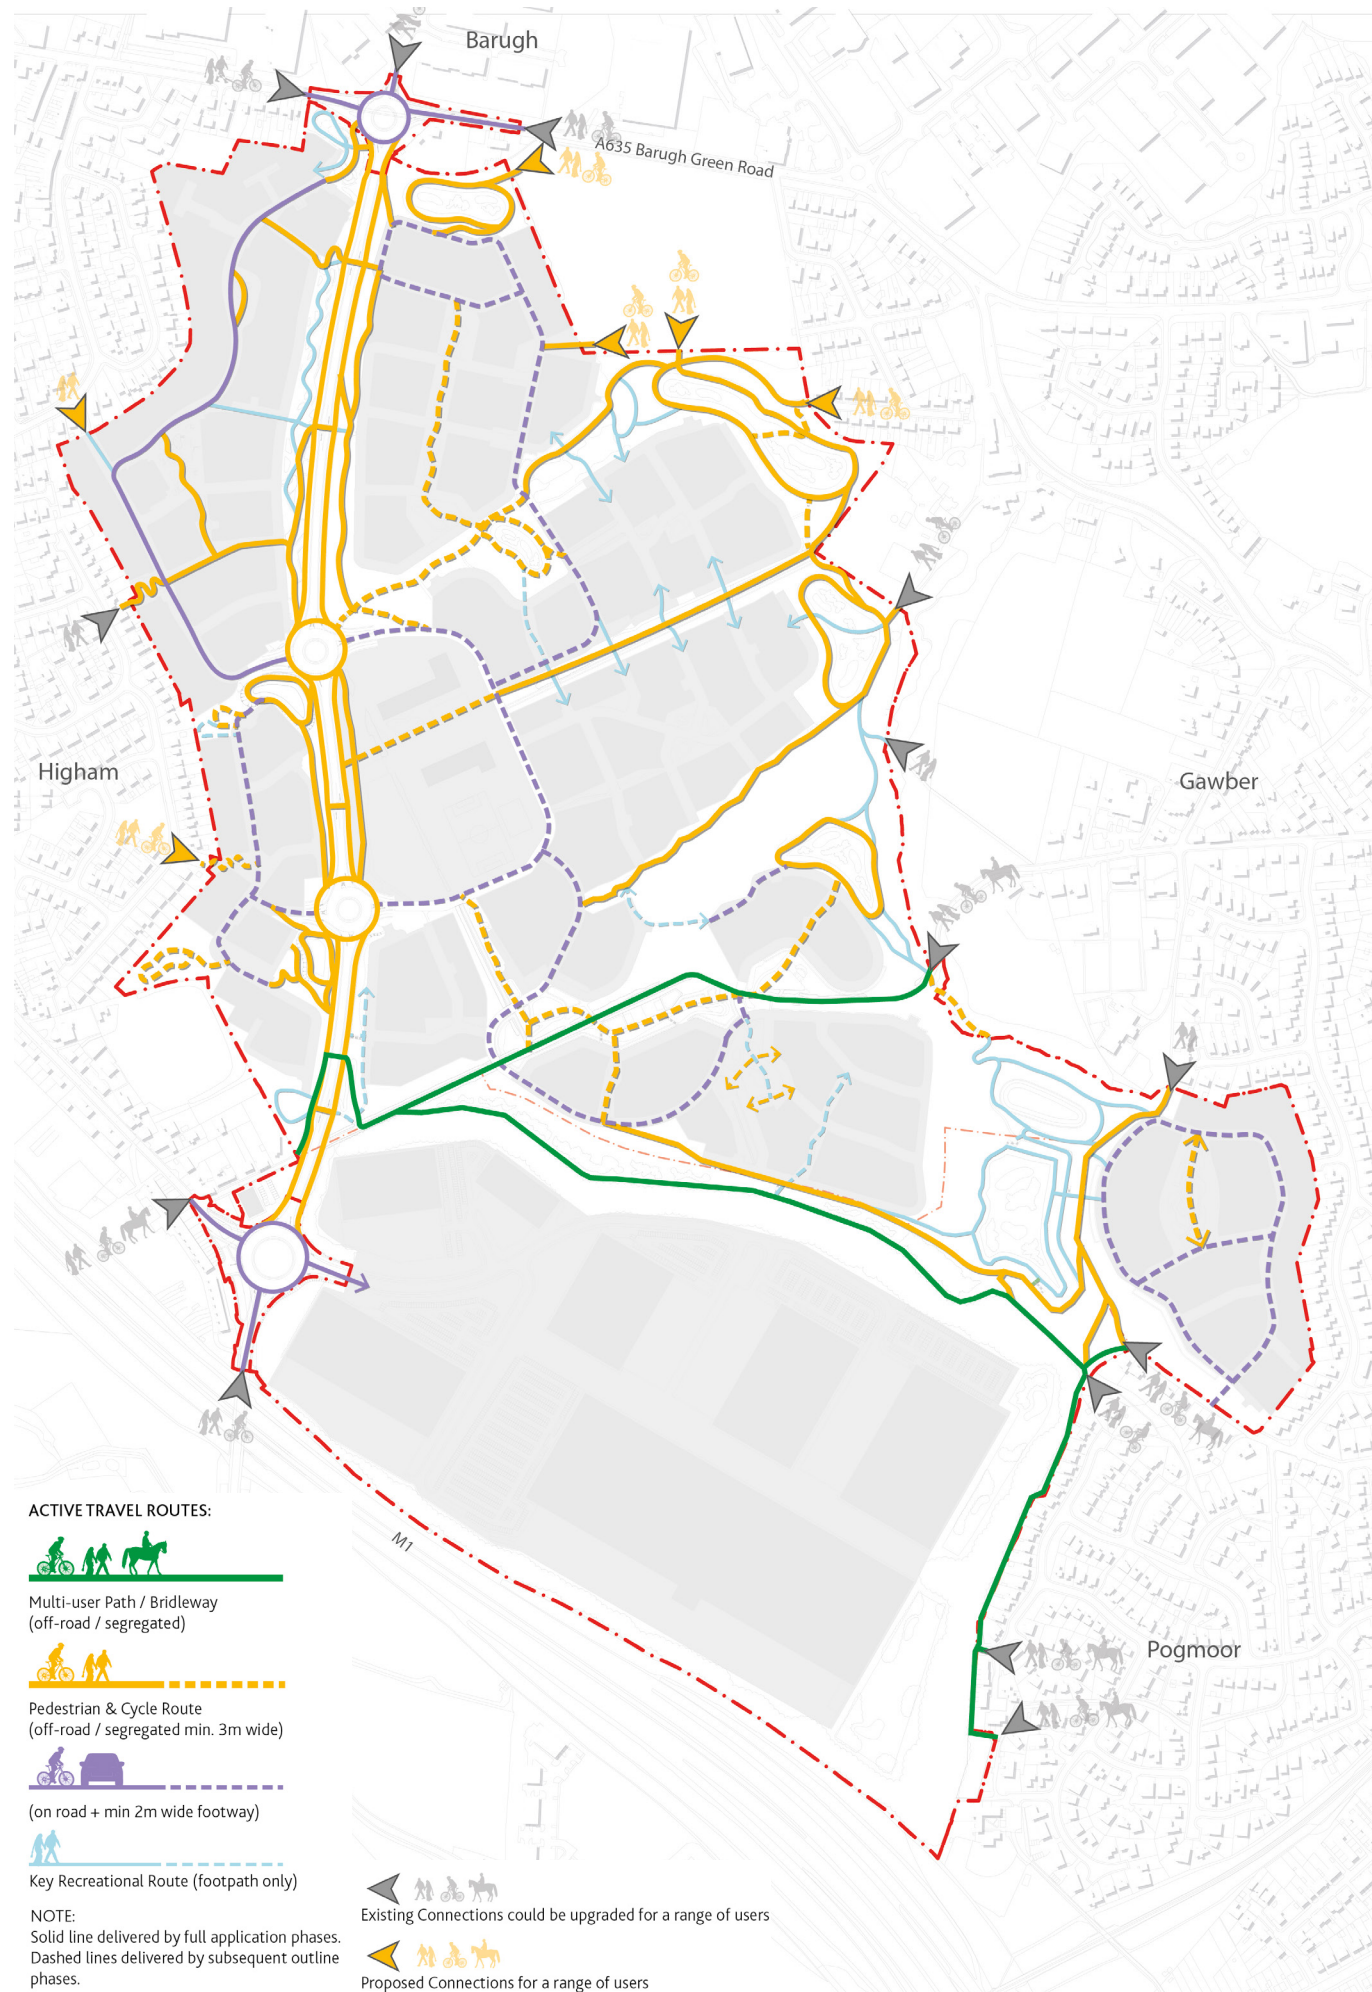 Barugh
A635 Barugh Green Road
Higham
Gawber
ACTIVE TRAVEL ROUTES:
M1
Multi-user Path / Bridleway
(off-road / segregated)
Pogmoor
Pedestrian & Cycle Route
(off-road / segregated min. 3m wide)
(on road + min 2m wide footway)
Key Recreational Route (footpath only)
NOTE:
Solid line delivered by full application phases.
Dashed lines delivered by subsequent outline
phases.
Existing Connections could be upgraded for a range of users
Proposed Connections for a range of users